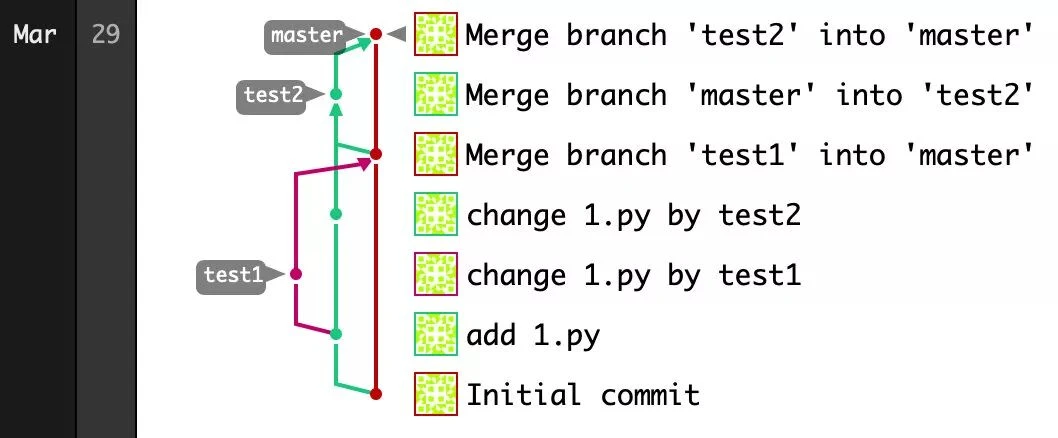 Mar 29 master Merge branch 'test2' into 'master'
test2 Merge branch 'master' into 'test2'
Merge branch 'test1' into 'master'
change 1.py by test2
test1 change 1.py by test1
add 1.py
Initial commit